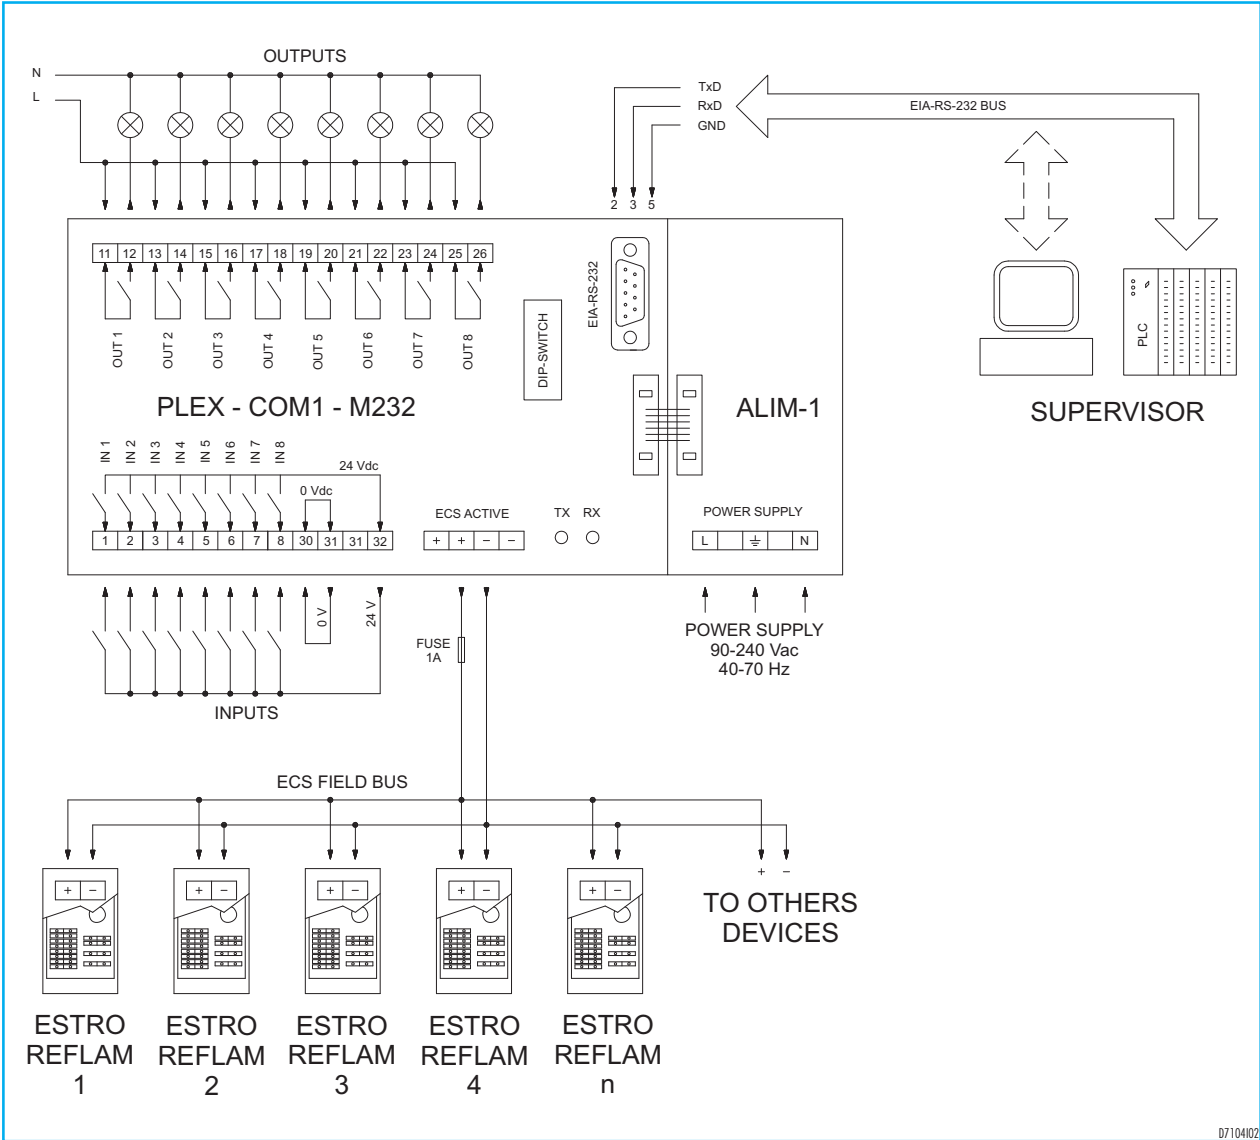 OUTPUTS
N
L
TxD
RxD
GND
EIA-RS-232 BUS
2 3 5
11 12 13 14 15 16 17 18 19 20 21 22 23 24 25 26
OUT 1 OUT 2 OUT 3 OUT 4 OUT 5 OUT 6 OUT 7 OUT 8
DIP-SWITCH
EIA-RS-232
PLC
SUPERVISOR
PLEX - COM1 - M232
ALIM-1
IN 1 IN 2 IN 3 IN 4 IN 5 IN 6 IN 7 IN 8
24 Vdc
0 Vdc
1 2 3 4 5 6 7 8 30 31 31 32
ECS ACTIVE
+ + – –
TX RX
POWER SUPPLY
L N
0 V
24 V
FUSE
1A
POWER SUPPLY
90-240 Vac
40-70 Hz
INPUTS
ECS FIELD BUS
+ – + – + – + – + –
+ –
TO OTHERS
DEVICES
ESTRO
REFLAM
1
ESTRO
REFLAM
2
ESTRO
REFLAM
3
ESTRO
REFLAM
4
ESTRO
REFLAM
n
D7104I02